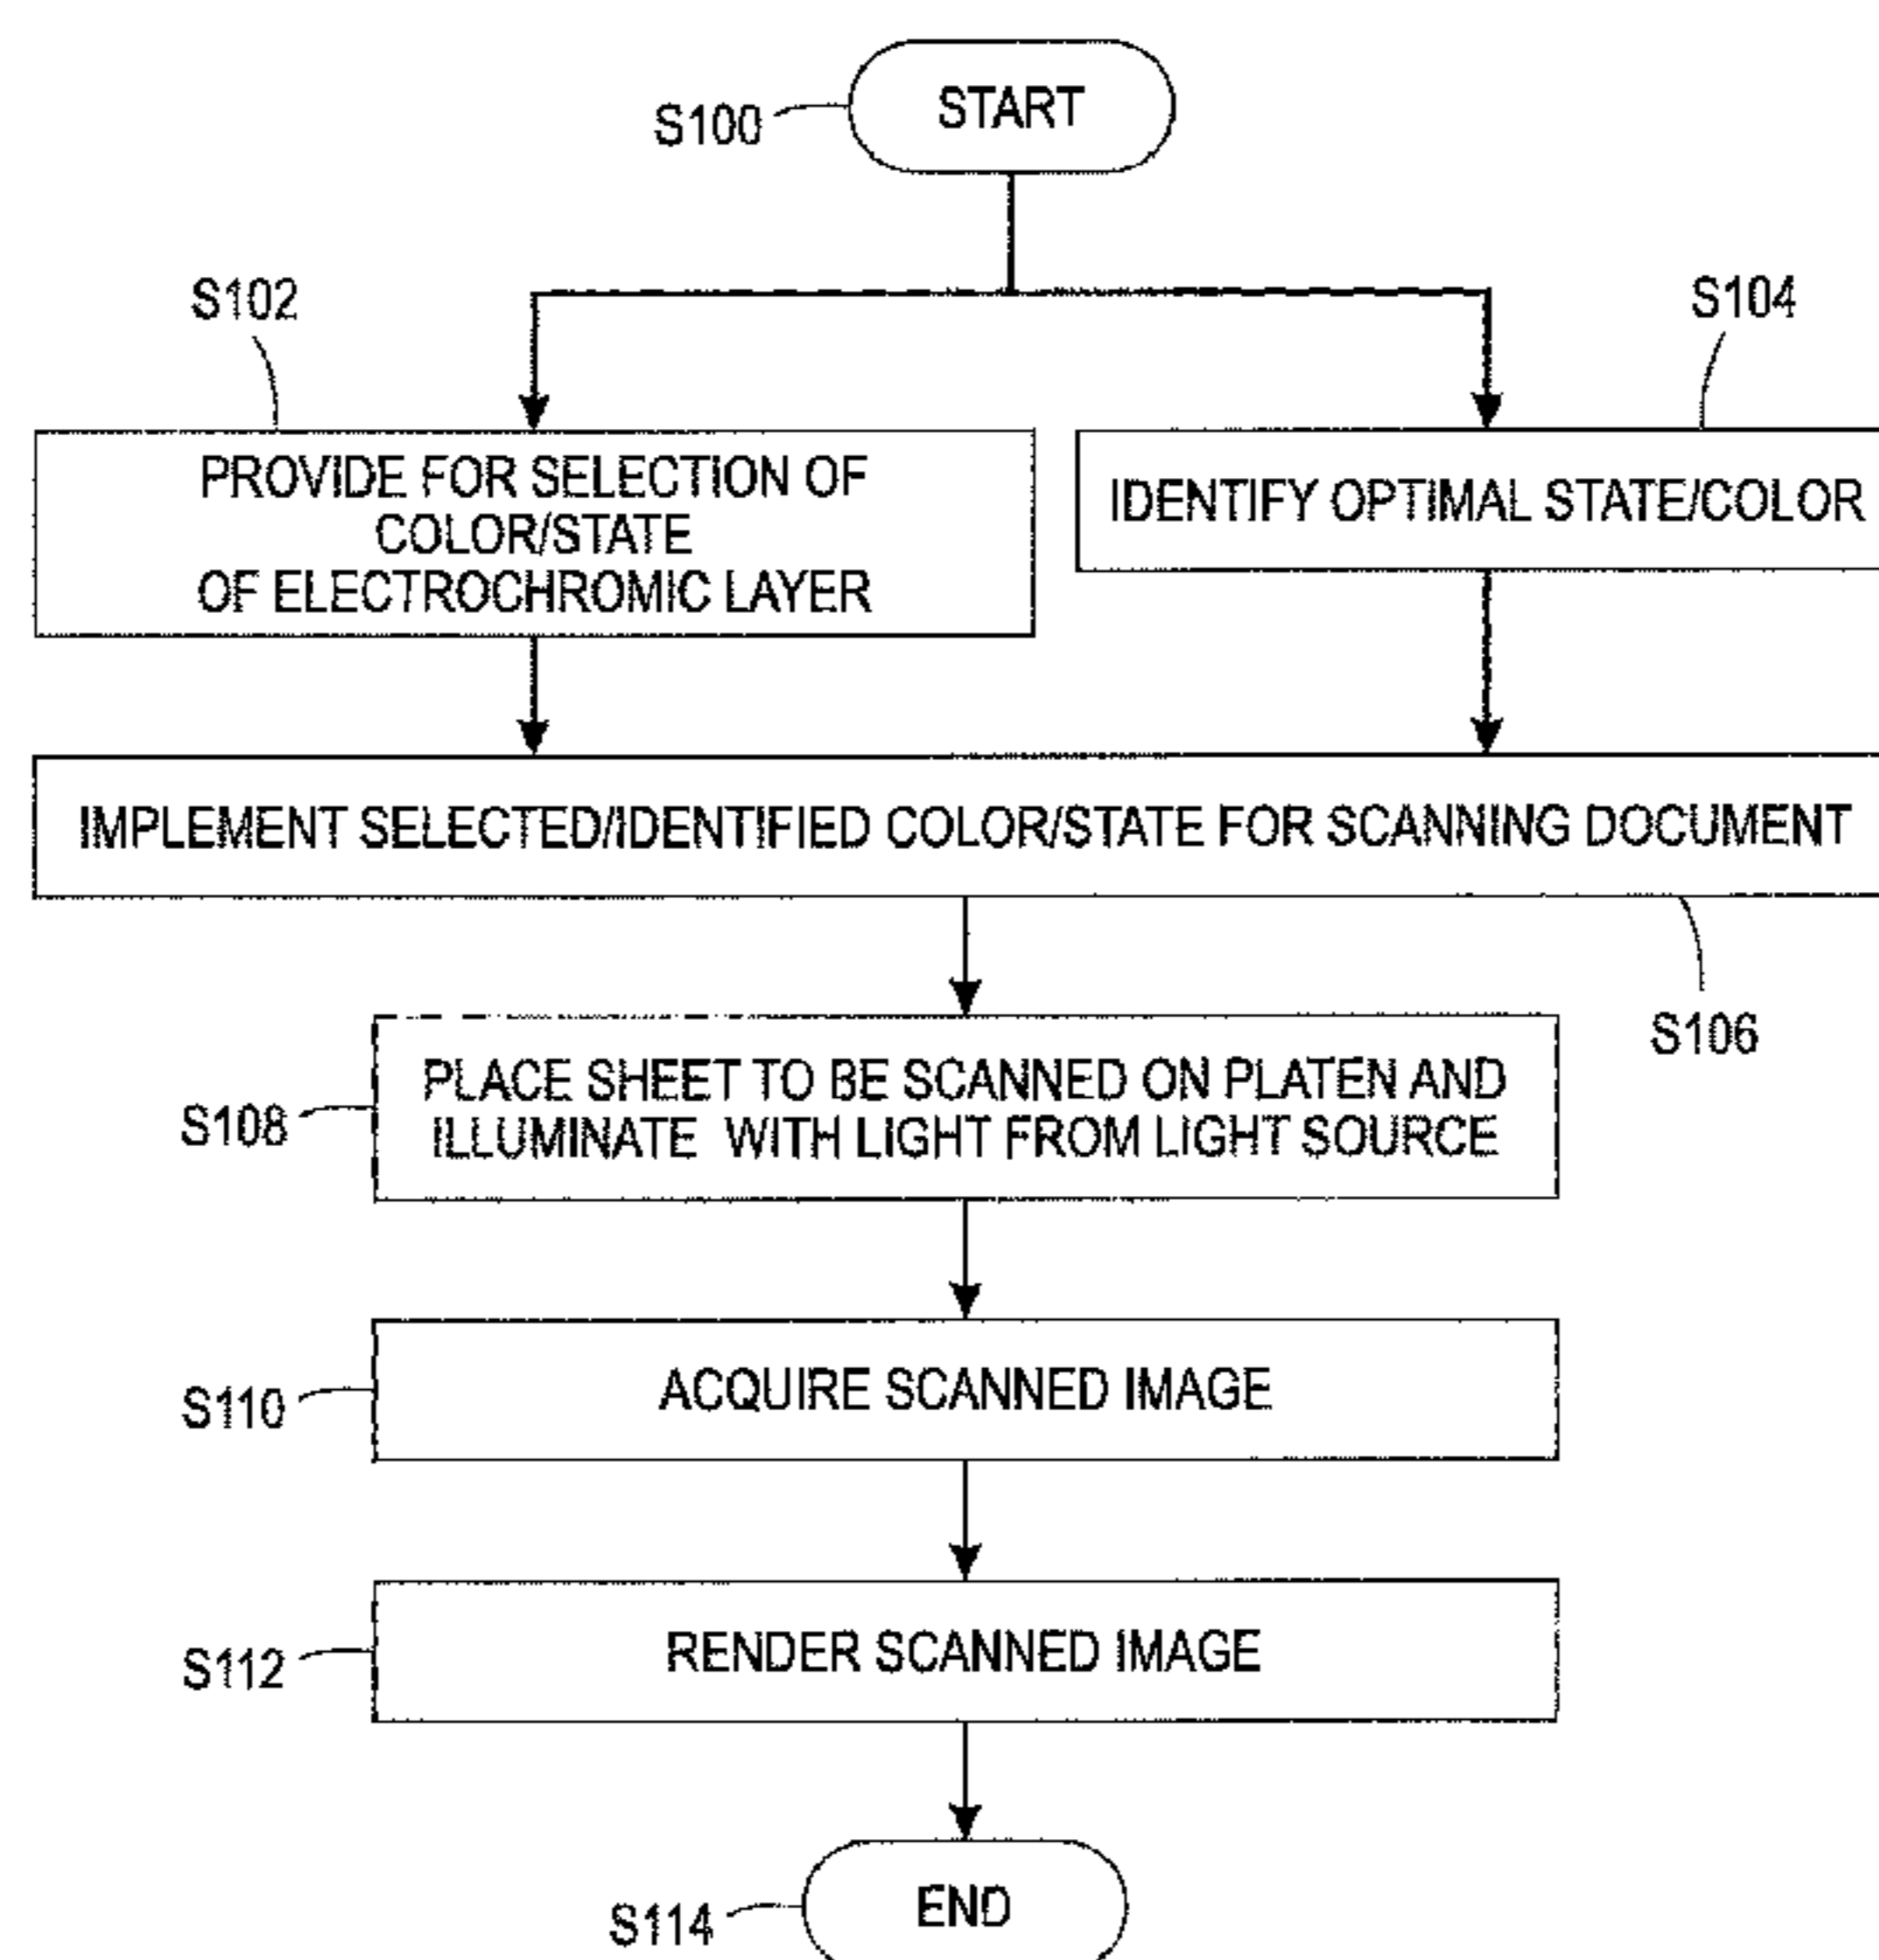 START
S100
S102
S104
PROVIDE FOR SELECTION OF
COLOR/STATE
OF ELECTROCHROMIC LAYER
IDENTIFY OPTIMAL STATE/COLOR
IMPLEMENT SELECTED/IDENTIFIED COLOR/STATE FOR SCANNING DOCUMENT
S106
PLACE SHEET TO BE SCANNED ON PLATEN AND
ILLUMINATE WITH LIGHT FROM LIGHT SOURCE
S108
ACQUIRE SCANNED IMAGE
S110
RENDER SCANNED IMAGE
S112
END
S114